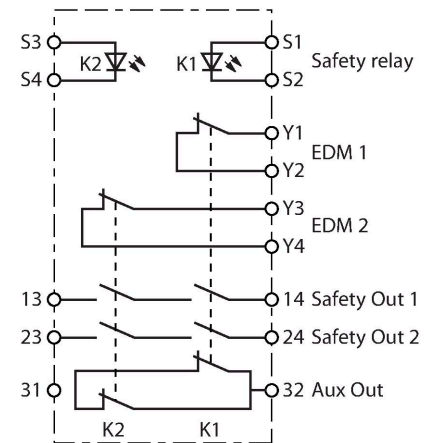 S3 K2 K1 S1 Safety relay
S4 S2
Y1
EDM 1
Y2
Y3
EDM 2
Y4
13 14 Safety Out 1
23 24 Safety Out 2
31 32 Aux Out
K2 K1